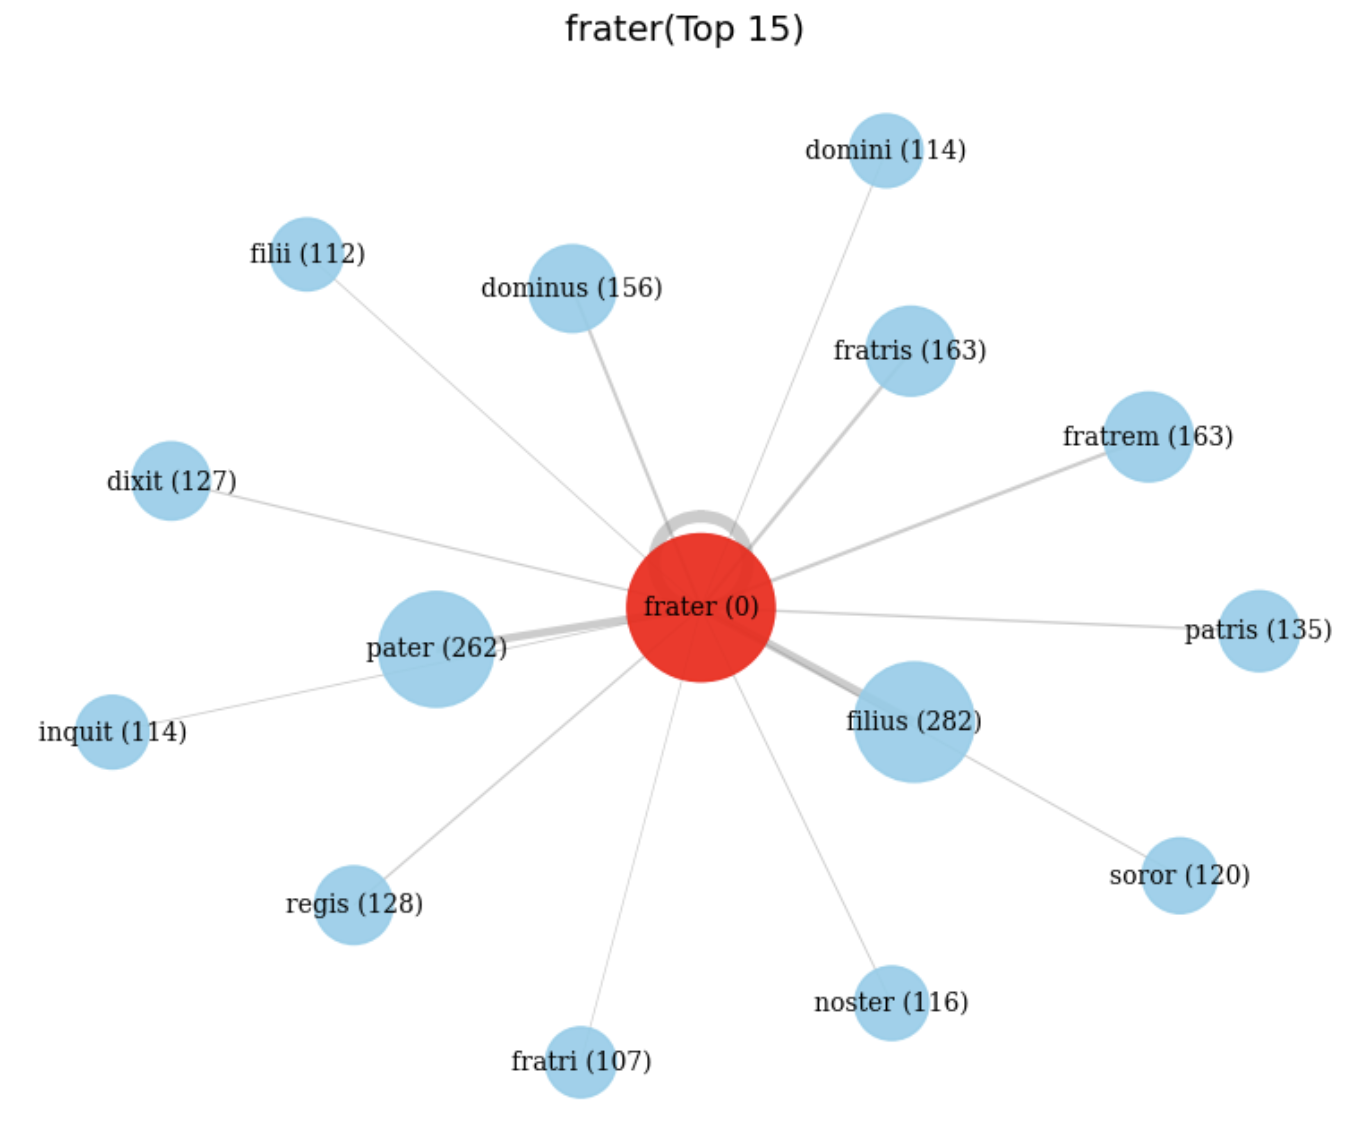 frater(Top 15)
domini (114)
filii (112)
dominus (156)
fratris (163)
fratrem (163)
dixit (127)
frater (0)
patris (135)
pater (262)
filius (282)
inquit (114)
soror (120)
regis (128)
noster (116)
fratri (107)